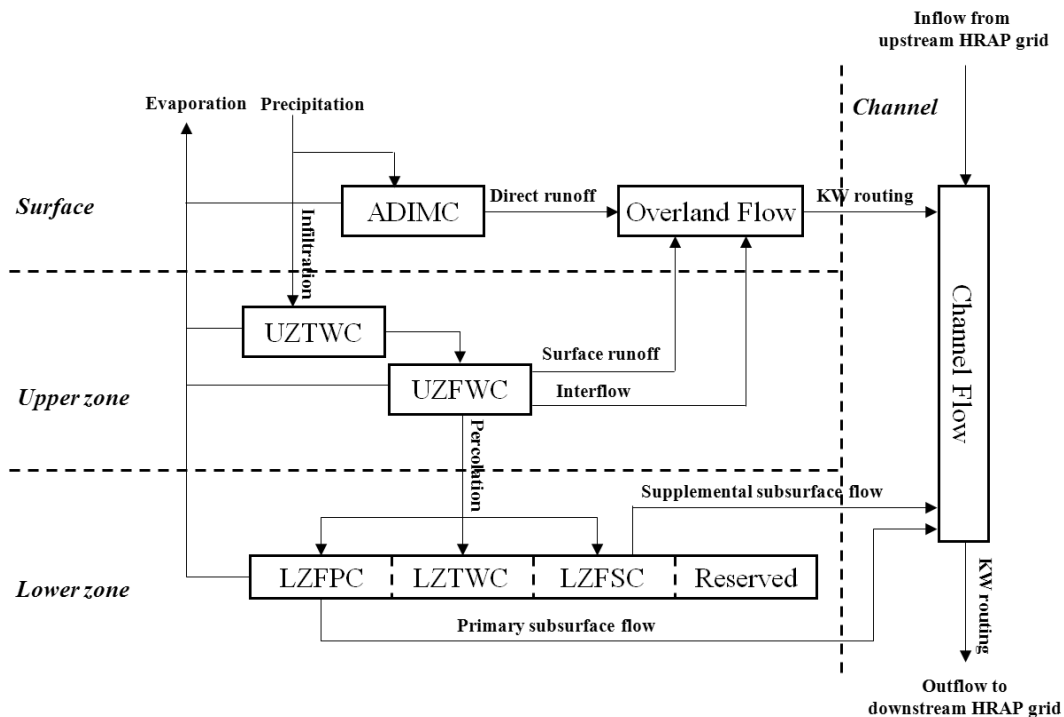 Inflow from
upstream HRAP grid
Evaporation
Precipitation
Channel
Surface
ADIMC
Direct runoff
Overland Flow
KW routing
Infiltration
UZTWC
Upper zone
UZFWC
Surface runoff
Interflow
Channel Flow
Percolation
Supplemental subsurface flow
Lower zone
LZFPC
LZTWC
LZFSC
Reserved
Primary subsurface flow
KW routing
Outflow to
downstream HRAP grid